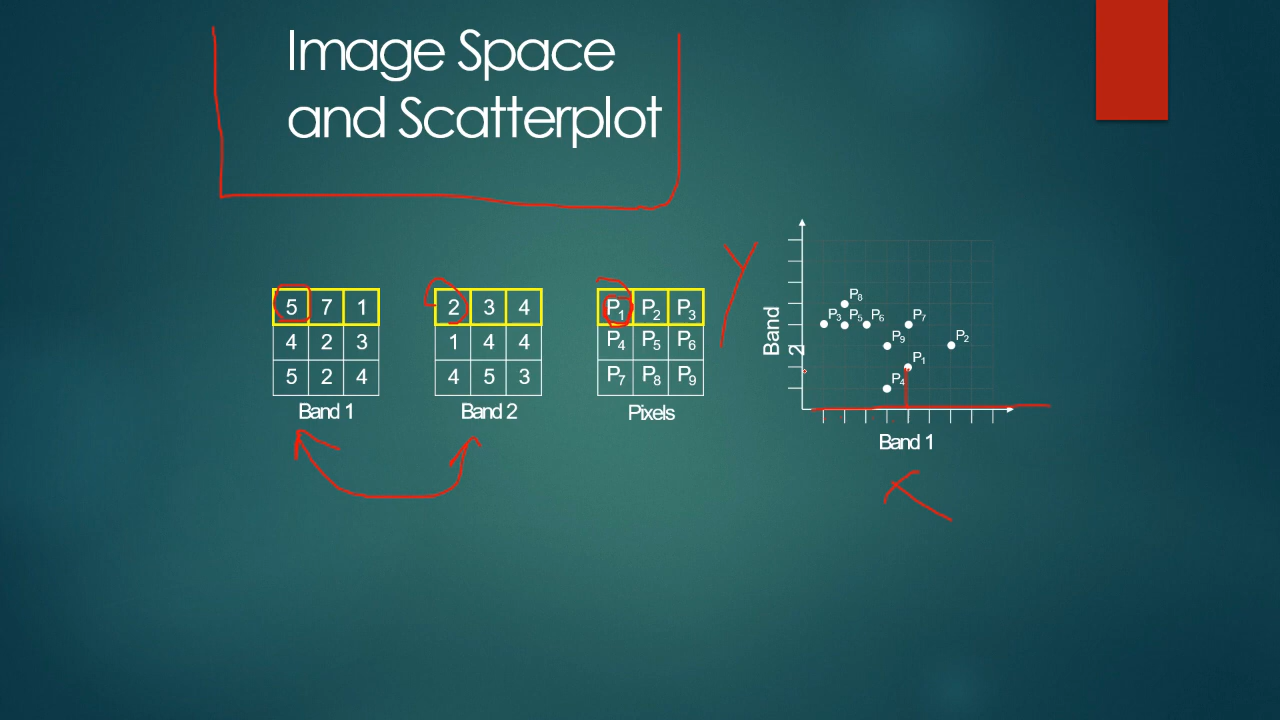 Image Space
and Scatterplot
5 7 1
4 2 3
5 2 4
Band 1
2 3 4
1 4 4
4 5 3
Band 2
P1 P2 P3
P4 P5 P6
P7 P8 P9
Pixels
Y
Band
2
P8
P3 P5 P6 P7
P9 P2
P1
P4
Band 1